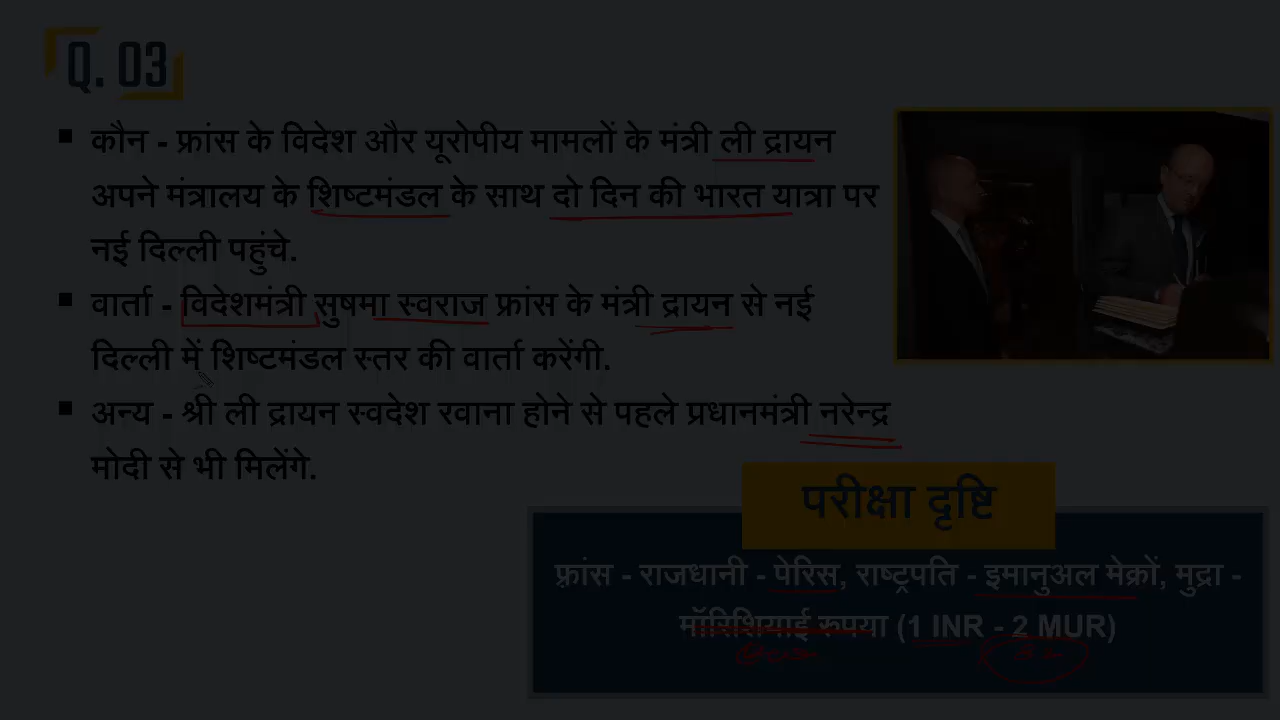 Q. 03
कौन - फ्रांस के विदेश और यूरोपीय मामलों के मंत्री ली द्रायन
अपने मंत्रालय के शिष्टमंडल के साथ दो दिन की भारत यात्रा पर
नई दिल्ली पहुंचे.
वार्ता - विदेशमंत्री सुषमा स्वराज फ्रांस के मंत्री द्रायन से नई
दिल्ली में शिष्टमंडल स्तर की वार्ता करेंगी.
अन्य - श्री ली द्रायन स्वदेश रवाना होने से पहले प्रधानमंत्री नरेन्द्र
मोदी से भी मिलेंगे.
परीक्षा दृष्टि
फ़्रांस - राजधानी - पेरिस, राष्ट्रपति - इमानुअल मेक्रों, मुद्रा -
मॉरिशियाई रुपया (1 INR - 2 MUR)